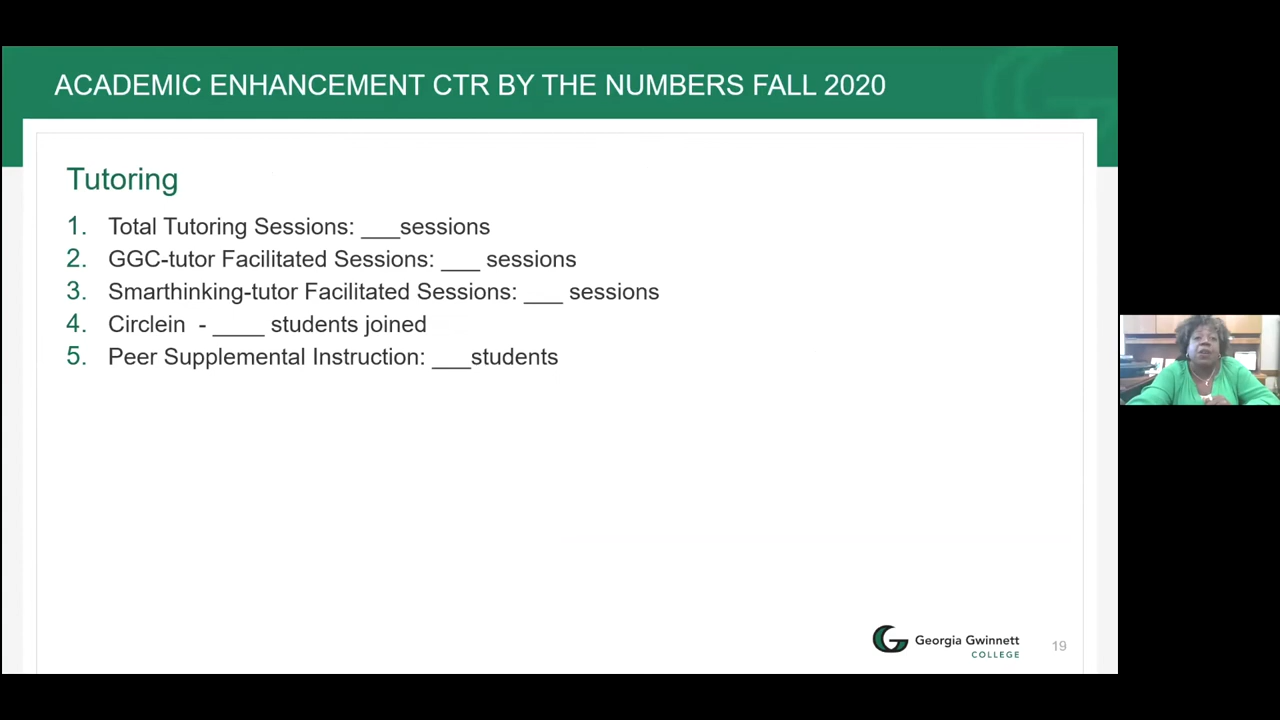 ACADEMIC ENHANCEMENT CTR BY THE NUMBERS FALL 2020
Tutoring
1. Total Tutoring Sessions: ___sessions
2. GGC-tutor Facilitated Sessions: ___ sessions
3. Smarthinking-tutor Facilitated Sessions: ___ sessions
4. Circlein - ____ students joined
5. Peer Supplemental Instruction: ___students
Georgia Gwinnett
COLLEGE
19